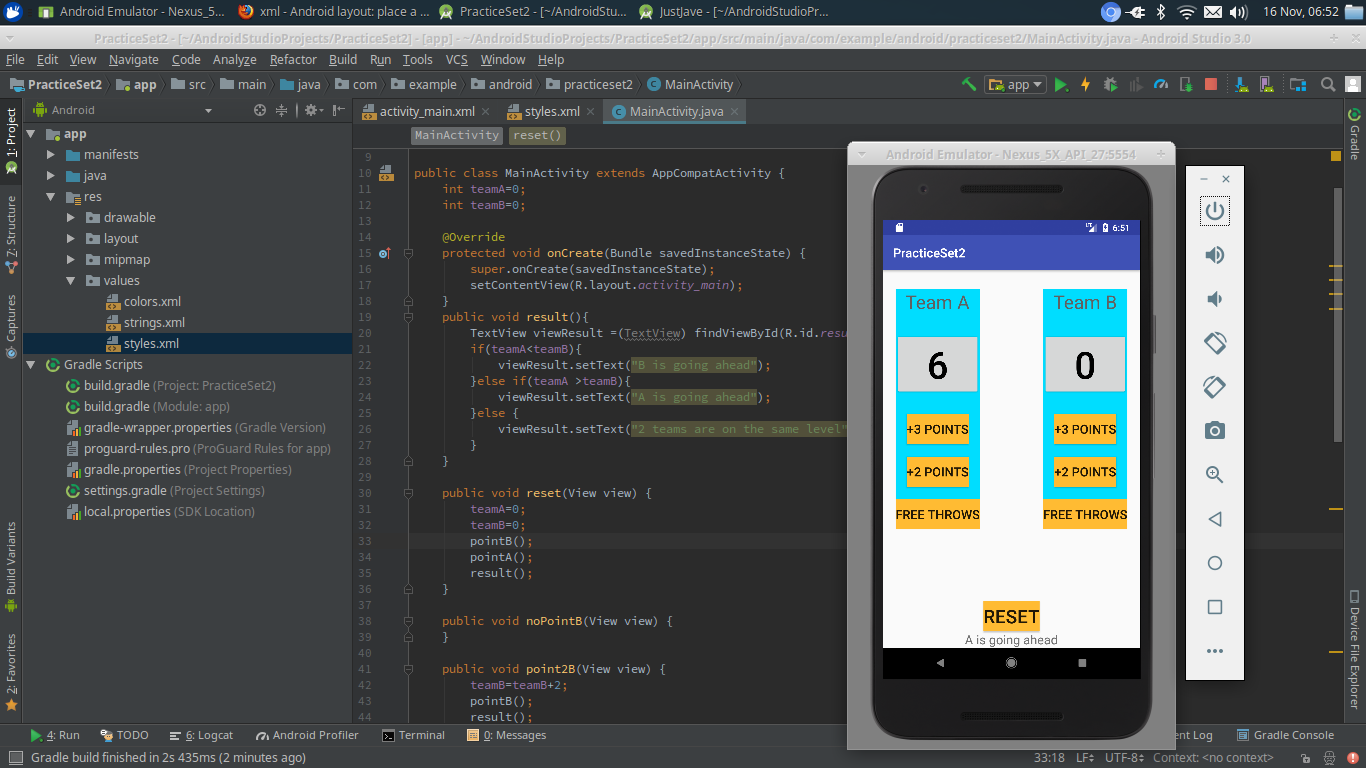 Android Emulator - Nexus_5...
xml - Android layout: place a ...
PracticeSet2 - [~/AndroidStu...
JustJave - [~/AndroidStudioPr...
16 Nov, 06:52
PracticeSet2 - [~/AndroidStudioProjects/PracticeSet2] - [app] - ~/AndroidStudioProjects/PracticeSet2/app/src/main/java/com/example/android/practiceset2/MainActivity.java - Android Studio 3.0
File Edit View Navigate Code Analyze Refactor Build Run Tools VCS Window Help
PracticeSet2 app src main java com example android practiceset2 MainActivity
app
Android
activity_main.xml
styles.xml
MainActivity.java
MainActivity reset()
1: Project
7: Structure
Captures
Build Variants
2: Favorites
app
manifests
java
res
drawable
layout
mipmap
values
colors.xml
strings.xml
styles.xml
Gradle Scripts
build.gradle (Project: PracticeSet2)
build.gradle (Module: app)
gradle-wrapper.properties (Gradle Version)
proguard-rules.pro (ProGuard Rules for app)
gradle.properties (Project Properties)
settings.gradle (Project Settings)
local.properties (SDK Location)
9
10 public class MainActivity extends AppCompatActivity {
11 int teamA=0;
12 int teamB=0;
13
14 @Override
15 protected void onCreate(Bundle savedInstanceState) {
16 super.onCreate(savedInstanceState);
17 setContentView(R.layout.activity_main);
18 }
19 public void result(){
20 TextView viewResult =(TextView) findViewById(R.id.resu
21 if(teamA<teamB){
22 viewResult.setText("B is going ahead");
23 }else if(teamA >teamB){
24 viewResult.setText("A is going ahead");
25 }else {
26 viewResult.setText("2 teams are on the same level"
27 }
28 }
29
30 public void reset(View view) {
31 teamA=0;
32 teamB=0;
33 pointB();
34 pointA();
35 result();
36 }
37
38 public void noPointB(View view) {
39 }
40
41 public void point2B(View view) {
42 teamB=teamB+2;
43 pointB();
44 result();
Android Emulator - Nexus_5X_API_27:5554
LTE 6:51
PracticeSet2
Team A Team B
6 0
+3 POINTS +3 POINTS
+2 POINTS +2 POINTS
FREE THROWS FREE THROWS
RESET
A is going ahead
Gradle
Device File Explorer
4: Run TODO 6: Logcat Android Profiler Terminal 0: Messages
ent Log Gradle Console
Gradle build finished in 2s 435ms (2 minutes ago)
33:18 LF UTF-8 Context: <no context>